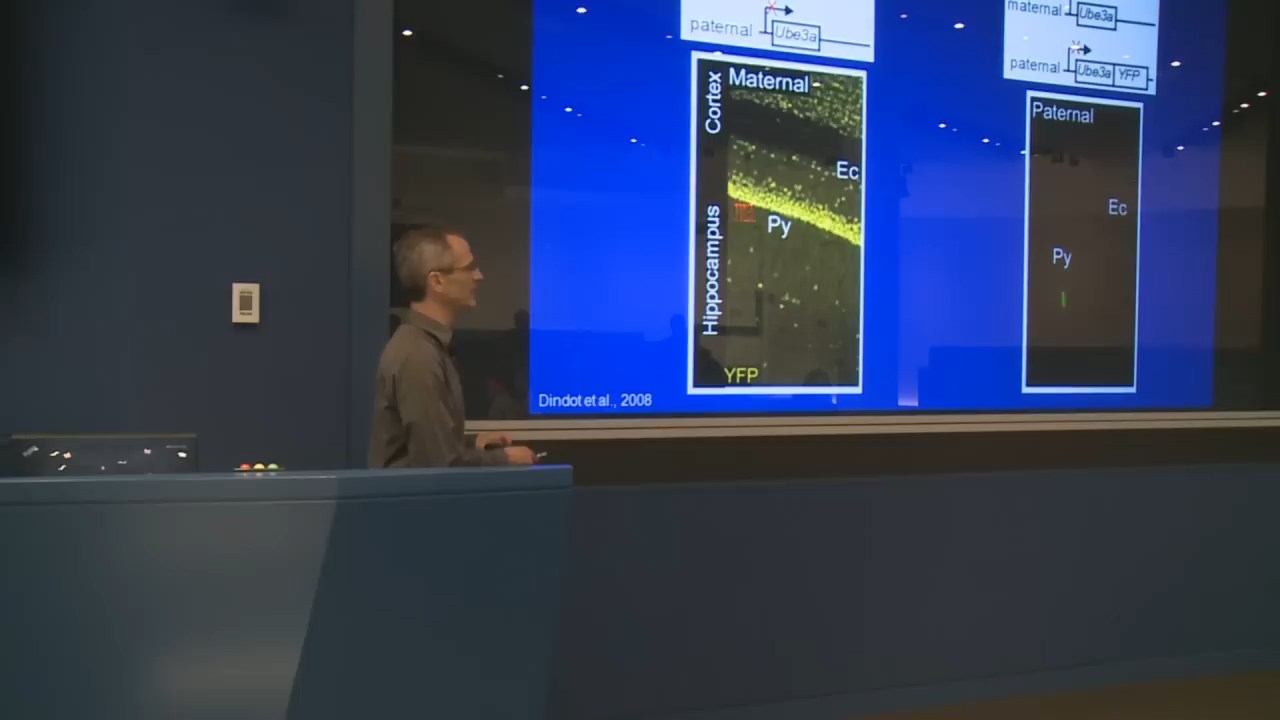 paternal Ube3a
Cortex
Maternal
Ec
Hippocampus
Py
YFP
Dindot et al., 2008
maternal Ube3a
paternal Ube3a YFP
Paternal
Ec
Py